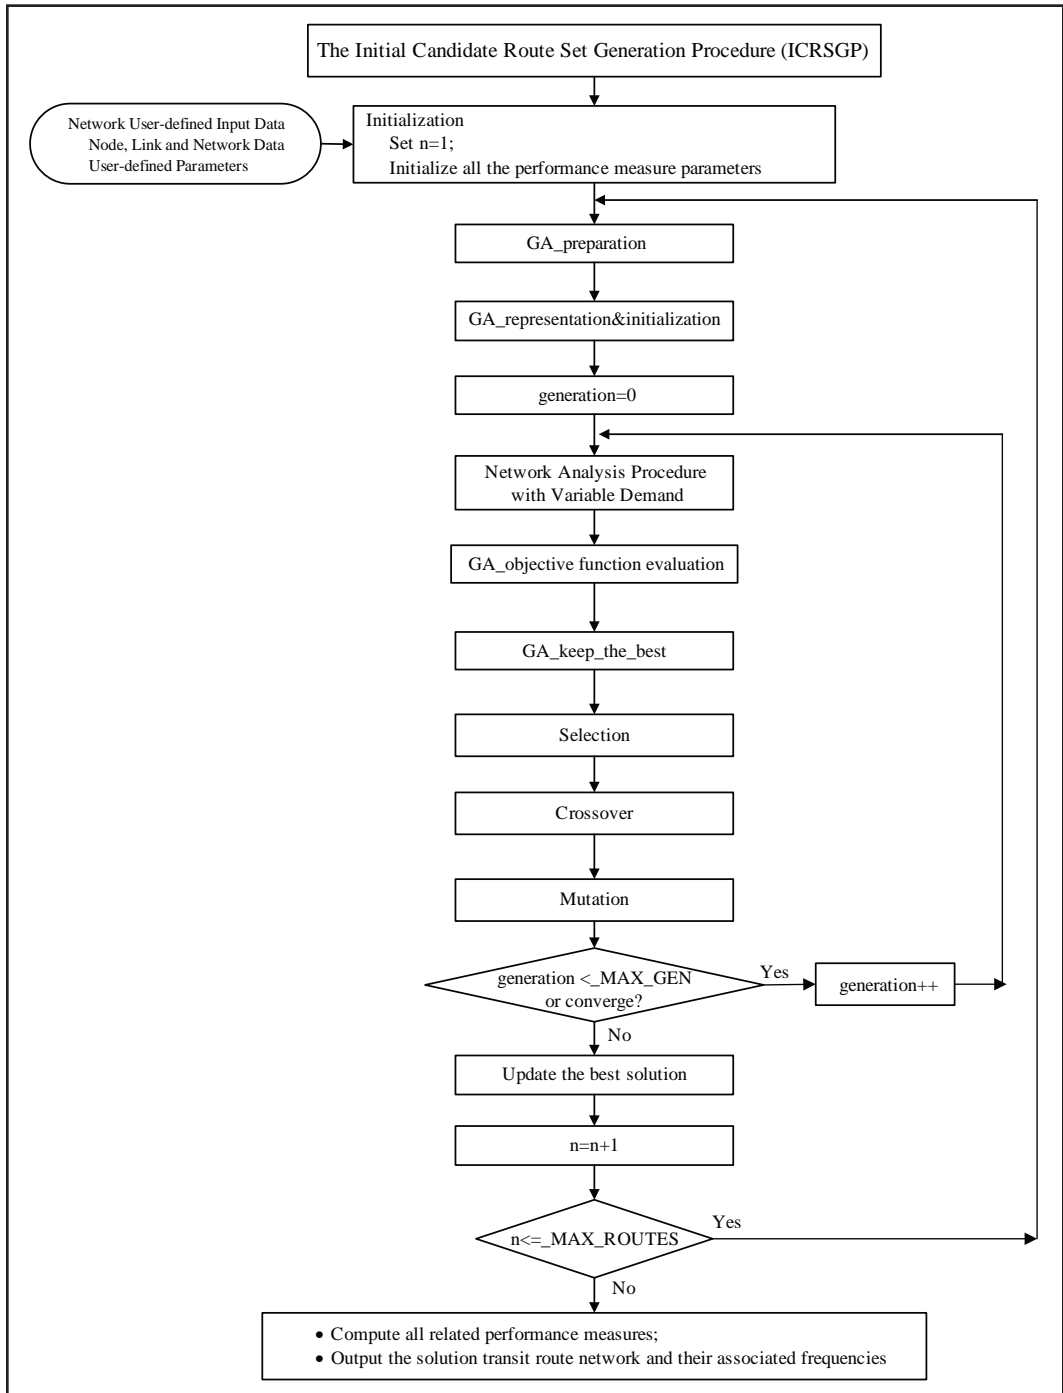 The Initial Candidate Route Set Generation Procedure (ICRSGP)
Network User-defined Input Data
Node, Link and Network Data
User-defined Parameters
Initialization
Set n=1;
Initialize all the performance measure parameters
GA_preparation
GA_representation&initialization
generation=0
Network Analysis Procedure
with Variable Demand
GA_objective function evaluation
GA_keep_the_best
Selection
Crossover
Mutation
generation <_MAX_GEN
or converge?
Yes
generation++
No
Update the best solution
n=n+1
n<=_MAX_ROUTES
Yes
No
• Compute all related performance measures;
• Output the solution transit route network and their associated frequencies